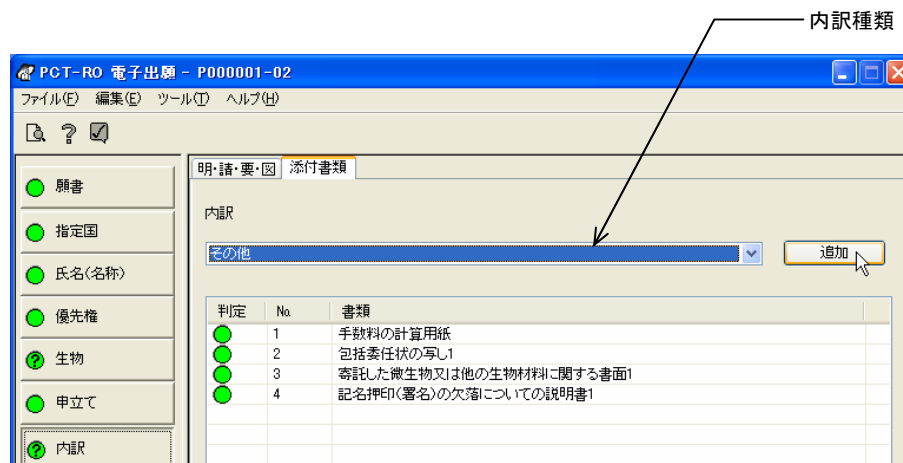 内訳種類
PCT-RO 電子出願 - P000001-02
ファイル(F) 編集(E) ツール(T) ヘルプ(H)
明・請・要・図 添付書類
願書
内訳
指定国
その他 追加
氏名(名称)
判定 No. 書類
優先権
1 手数料の計算用紙
2 包括委任状の写し1
生物
3 寄託した微生物又は他の生物材料に関する書面1
4 記名押印(署名)の欠落についての説明書1
申立て
内訳